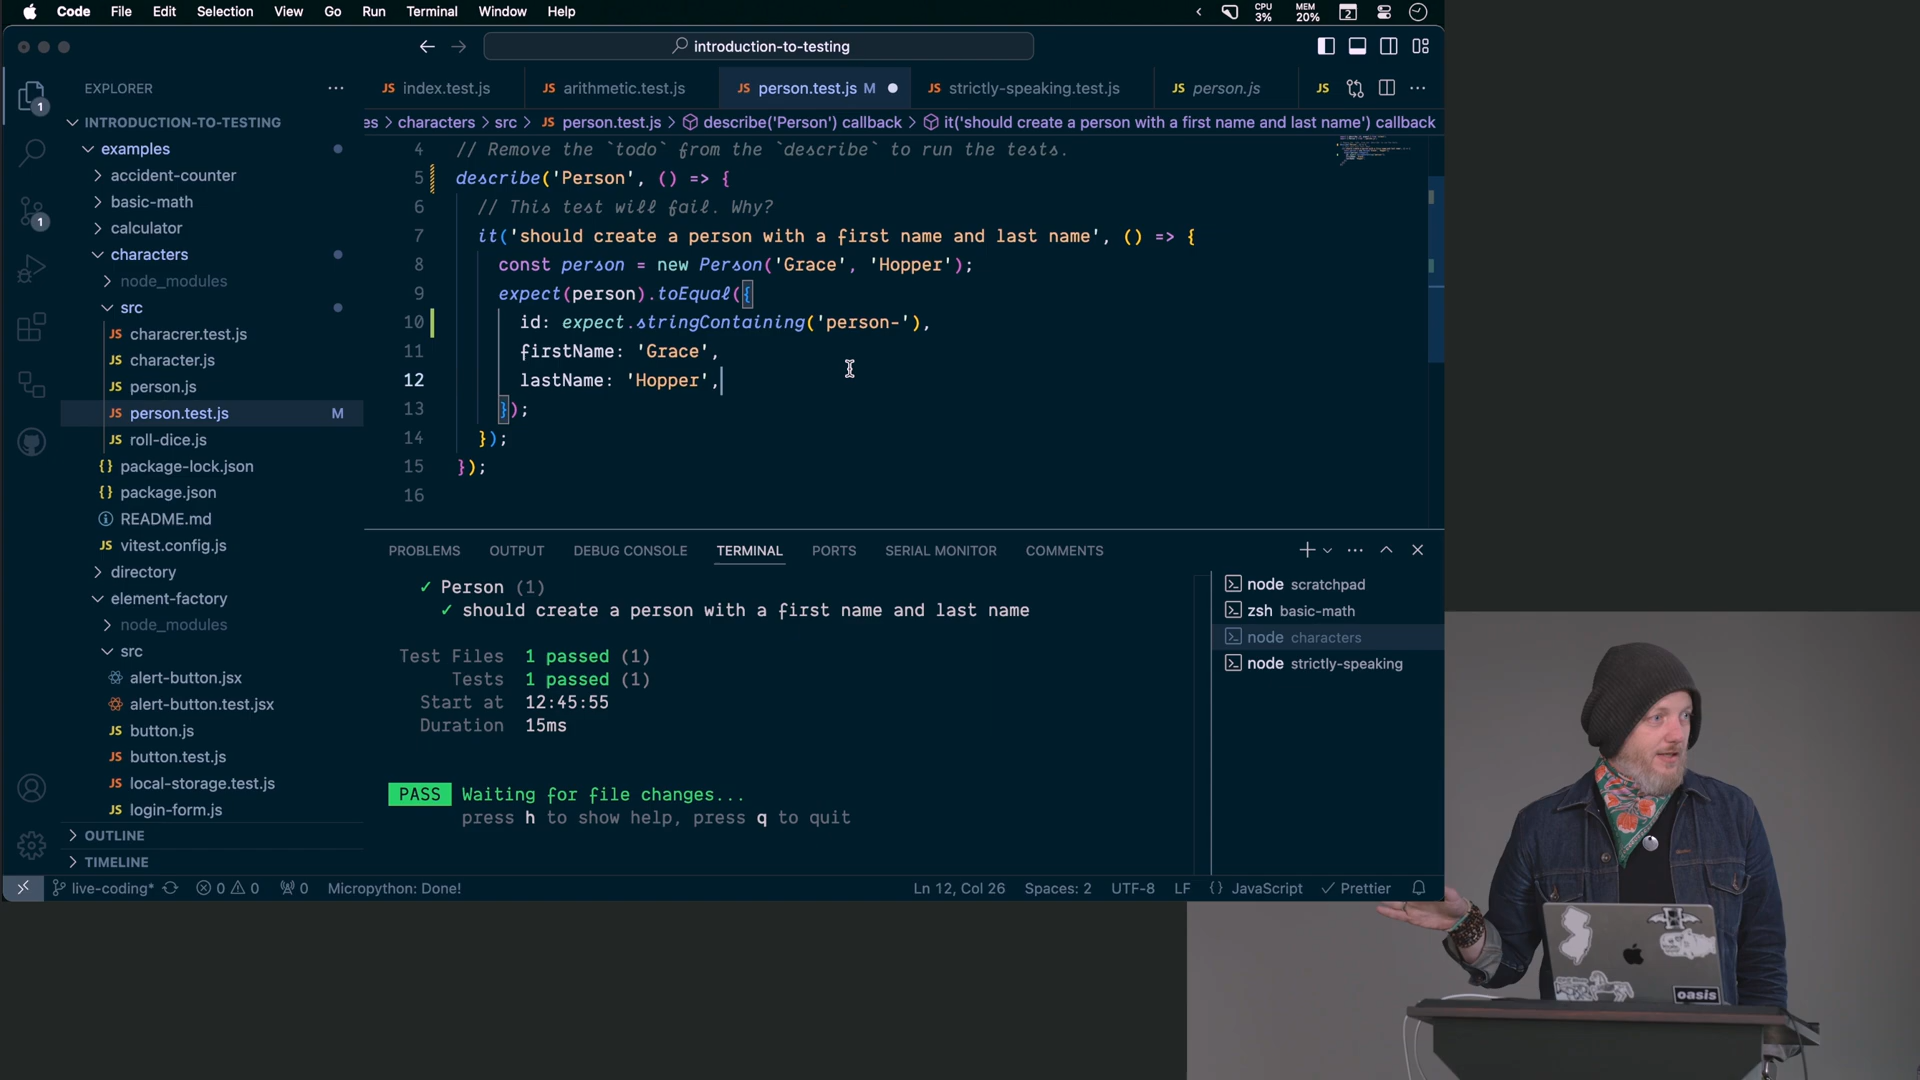 Code File Edit Selection View Go Run Terminal Window Help
CPU 3% MEM 20% 2
introduction-to-testing
EXPLORER
JS index.test.js JS arithmetic.test.js JS person.test.js M JS strictly-speaking.test.js JS person.js JS
es > characters > src > JS person.test.js > describe('Person') callback > it('should create a person with a first name and last name') callback
1
INTRODUCTION-TO-TESTING
examples
accident-counter
basic-math
calculator
characters
node_modules
src
JS characrer.test.js
JS character.js
JS person.js
JS person.test.js M
JS roll-dice.js
{} package-lock.json
{} package.json
README.md
JS vitest.config.js
directory
element-factory
node_modules
src
alert-button.jsx
alert-button.test.jsx
JS button.js
JS button.test.js
JS local-storage.test.js
JS login-form.js
OUTLINE
TIMELINE
1
4 // Remove the `todo` from the `describe` to run the tests.
5 describe('Person', () => {
6 // This test will fail. Why?
7 it('should create a person with a first name and last name', () => {
8 const person = new Person('Grace', 'Hopper');
9 expect(person).toEqual({
10 id: expect.stringContaining('person-'),
11 firstName: 'Grace',
12 lastName: 'Hopper',
13 });
14 });
15 });
16
PROBLEMS OUTPUT DEBUG CONSOLE TERMINAL PORTS SERIAL MONITOR COMMENTS
✓ Person (1)
✓ should create a person with a first name and last name
Test Files 1 passed (1)
Tests 1 passed (1)
Start at 12:45:55
Duration 15ms
PASS Waiting for file changes...
press h to show help, press q to quit
node scratchpad
zsh basic-math
node characters
node strictly-speaking
live-coding* 0 0 0 Micropython: Done! Ln 12, Col 26 Spaces: 2 UTF-8 LF {} JavaScript Prettier
oasis